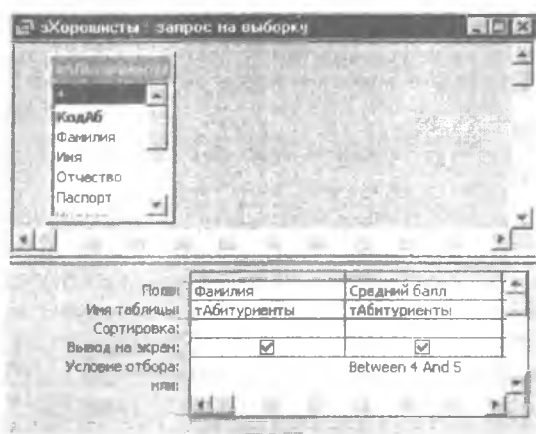 зХорошисты : запрос на выборку
*
КодАб
Фамилия
Имя
Отчество
Паспорт
Поле: Фамилия Средний балл
Имя таблицы: тАбитуриенты тАбитуриенты
Сортировка:
Вывод на экран:
Условие отбора: Between 4 And 5
или: